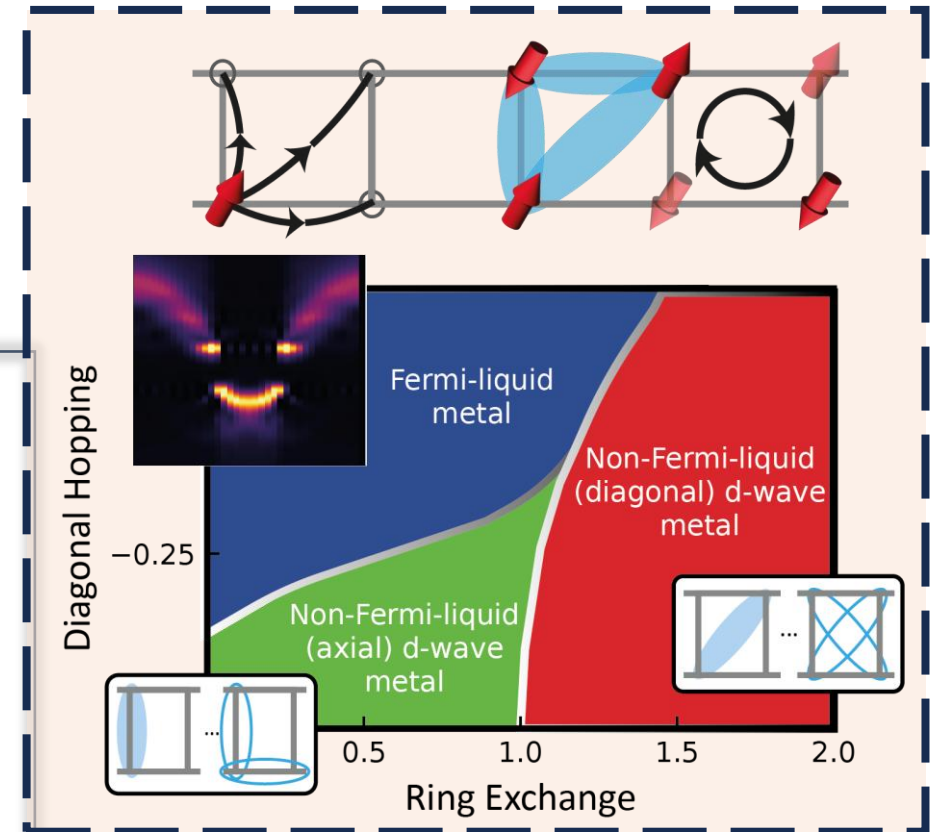 Fermi-liquid
metal
Non-Fermi-liquid
(diagonal) d-wave
metal
Diagonal Hopping
−0.25
Non-Fermi-liquid
(axial) d-wave
metal
...
...
0.5
1.0
1.5
2.0
Ring Exchange